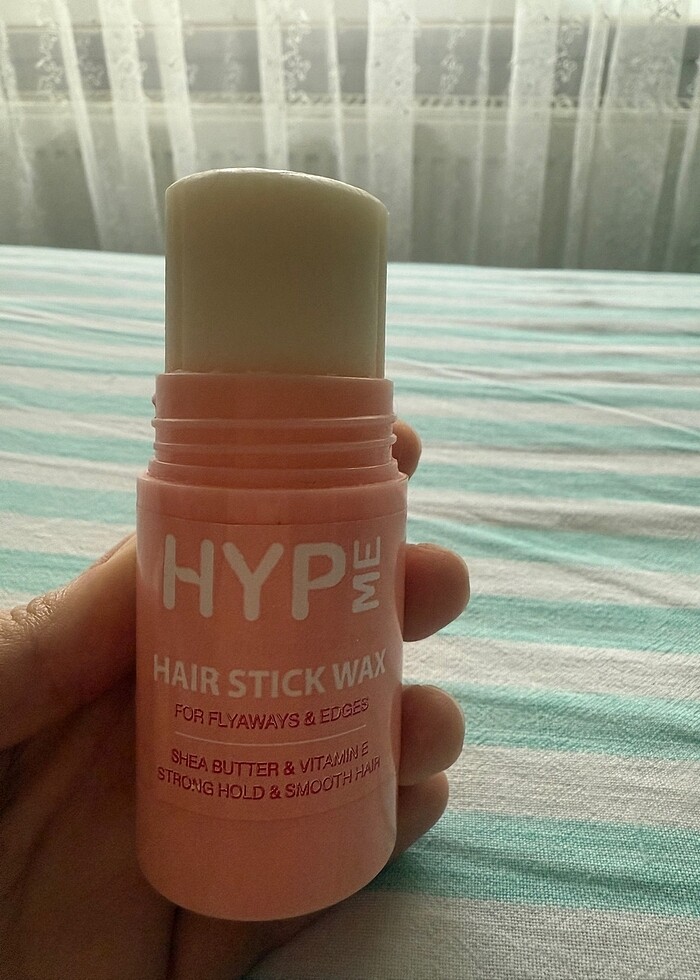 HYP ME
HAIR STICK WAX
FOR FLYAWAYS & EDGES
SHEA BUTTER & VITAMIN E
STRONG HOLD & SMOOTH HAIR